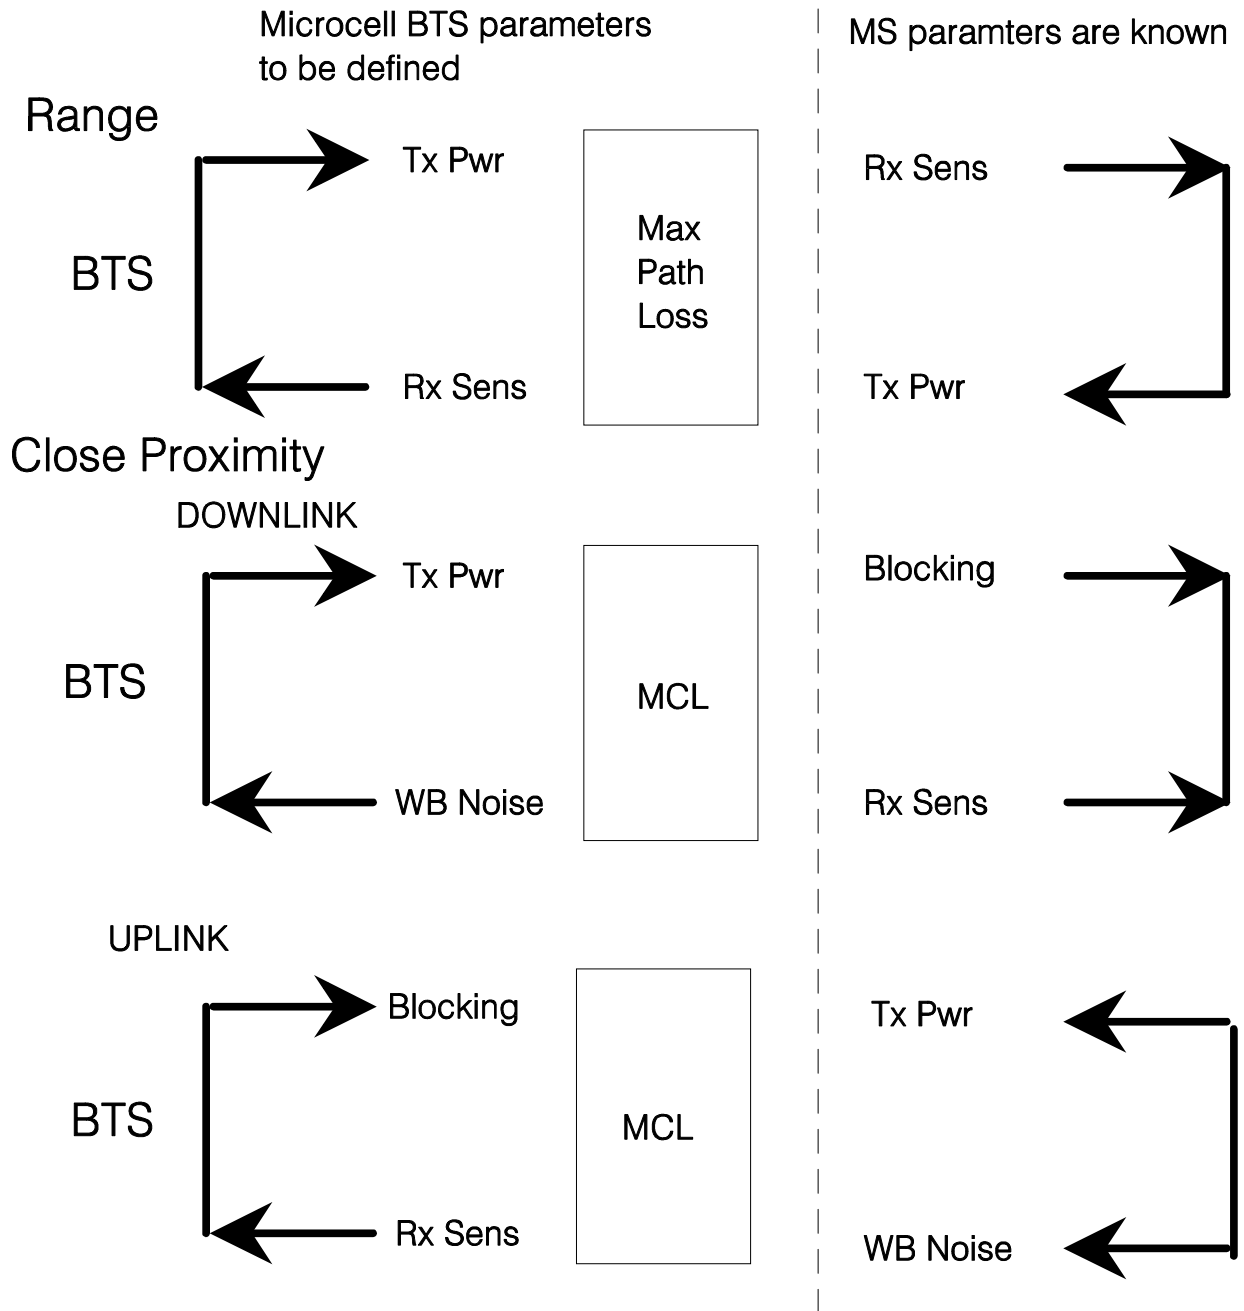 Microcell BTS parameters
to be defined
MS paramters are known
Range
Tx Pwr
Rx Sens
Max
Path
Loss
BTS
Rx Sens
Tx Pwr
Close Proximity
DOWNLINK
Tx Pwr
Blocking
BTS
MCL
WB Noise
Rx Sens
UPLINK
Blocking
Tx Pwr
BTS
MCL
Rx Sens
WB Noise